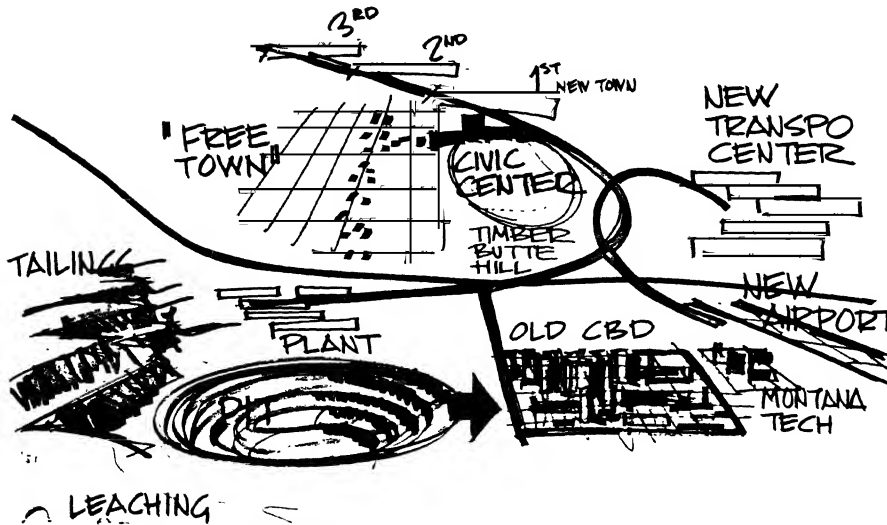 3RD
2ND
1ST
NEW TOWN
"FREE
TOWN"
CIVIC
CENTER
NEW
TRANSPO
CENTER
TIMBER
BUTTE
HILL
TAILINGS
PLANT
NEW
AIRPORT
OLD CBD
PIT
MONTANA
TECH
LEACHING